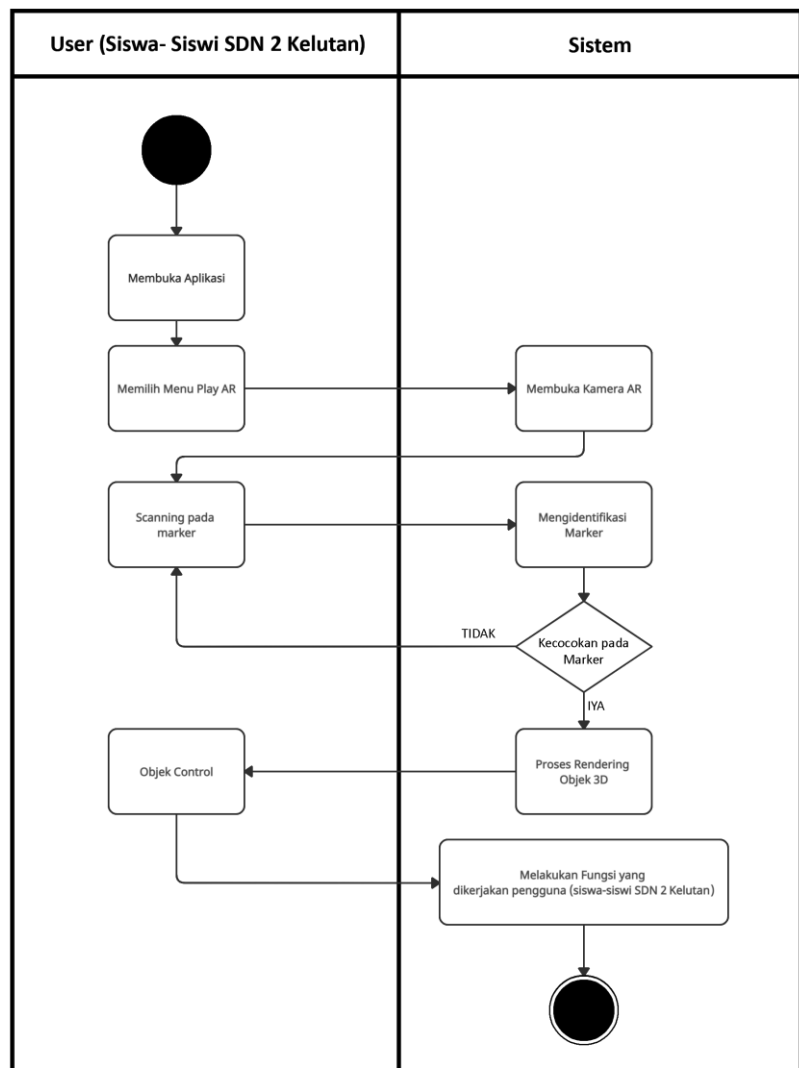 User (Siswa- Siswi SDN 2 Kelutan)
Sistem
Membuka Aplikasi
Memilih Menu Play AR
Membuka Kamera AR
Scanning pada
marker
Mengidentifikasi
Marker
TIDAK
Kecocokan pada
Marker
IYA
Proses Rendering
Objek 3D
Objek Control
Melakukan Fungsi yang
dikerjakan pengguna (siswa-siswi SDN 2 Kelutan)